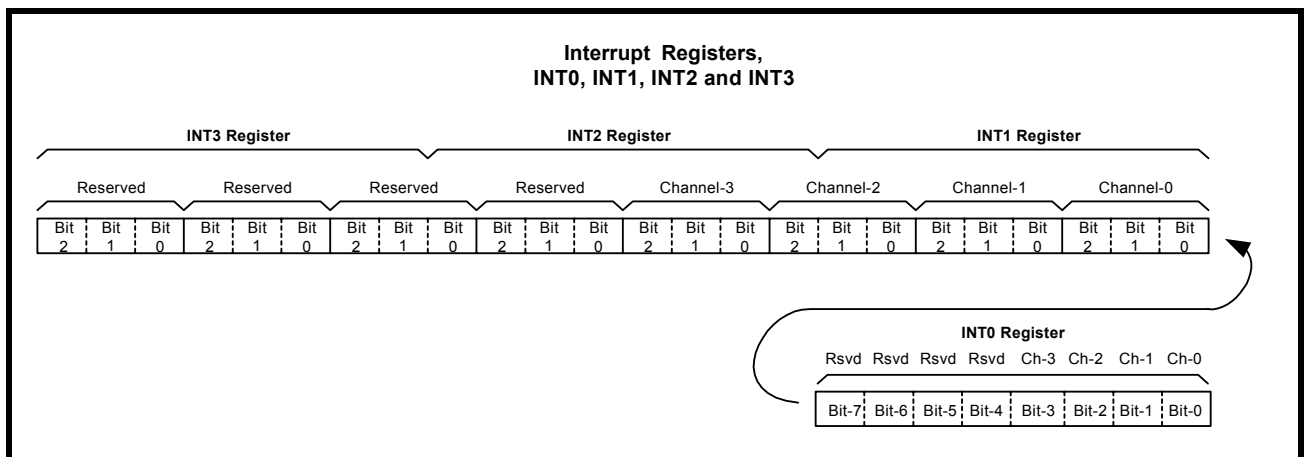 Interrupt Registers,
INT0, INT1, INT2 and INT3
INT3 Register INT2 Register INT1 Register
Reserved Reserved Reserved Reserved Channel-3 Channel-2 Channel-1 Channel-0
Bit Bit Bit Bit Bit Bit Bit Bit Bit Bit Bit Bit Bit Bit Bit Bit Bit Bit Bit Bit Bit Bit Bit Bit
2 1 0 2 1 0 2 1 0 2 1 0 2 1 0 2 1 0 2 1 0 2 1 0
INT0 Register
Rsvd Rsvd Rsvd Rsvd Ch-3 Ch-2 Ch-1 Ch-0
Bit-7 Bit-6 Bit-5 Bit-4 Bit-3 Bit-2 Bit-1 Bit-0